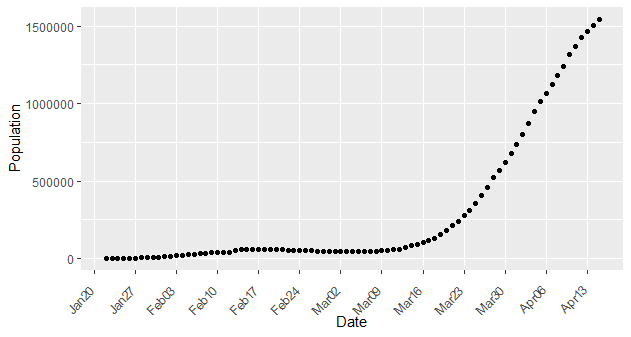 Population
1500000
1000000
500000
0
Jan20
Jan27
Feb03
Feb10
Feb17
Feb24
Mar02
Mar09
Mar16
Mar23
Mar30
Apr06
Apr13
Date